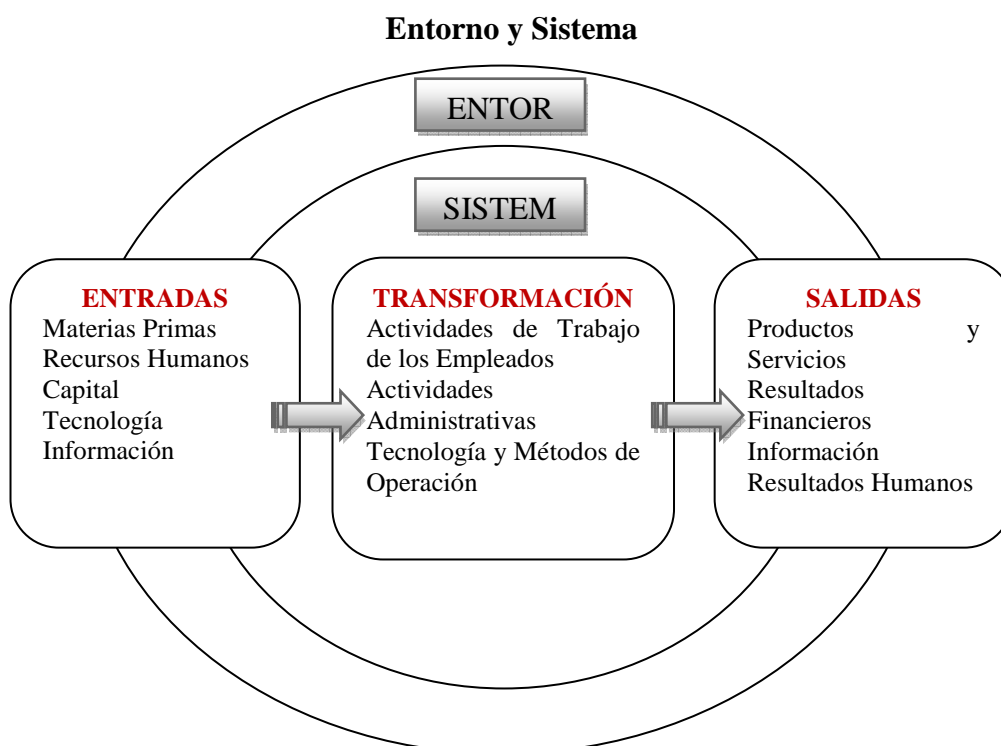 Entorno y Sistema
ENTOR
SISTEM
ENTRADAS
Materias Primas
Recursos Humanos
Capital
Tecnología
Información
TRANSFORMACIÓN
Actividades de Trabajo
de los Empleados
Actividades
Administrativas
Tecnología y Métodos de
Operación
SALIDAS
Productos y
Servicios
Resultados
Financieros
Información
Resultados Humanos